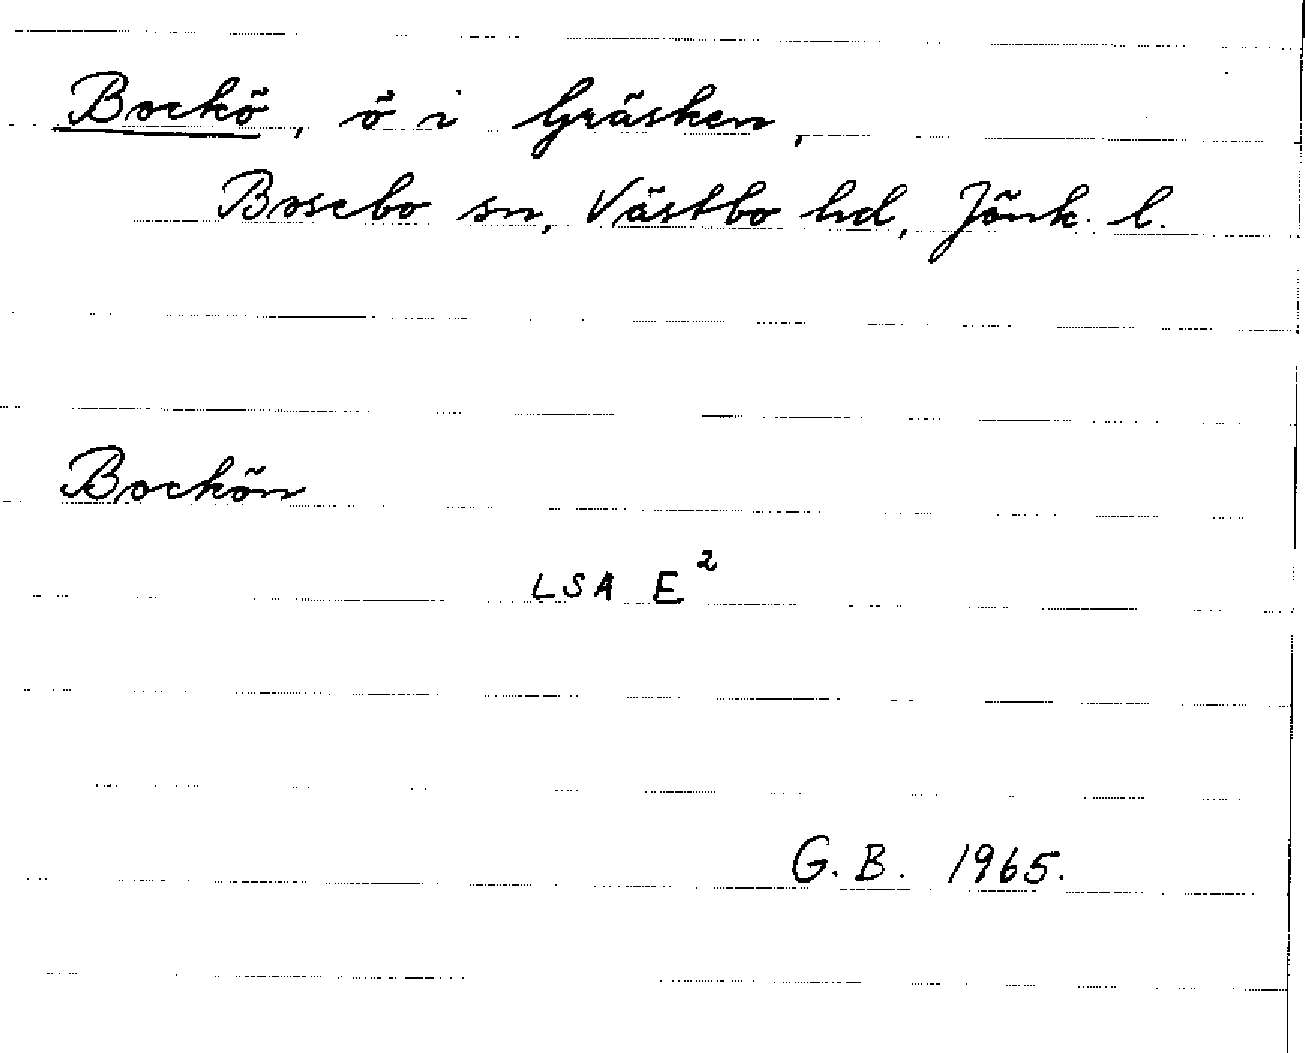 Bockö, ö i Gräsken,
Bosebo sn, Västbo hd, Jönk. l.
Bockön
LSA E²
G. B. 1965.